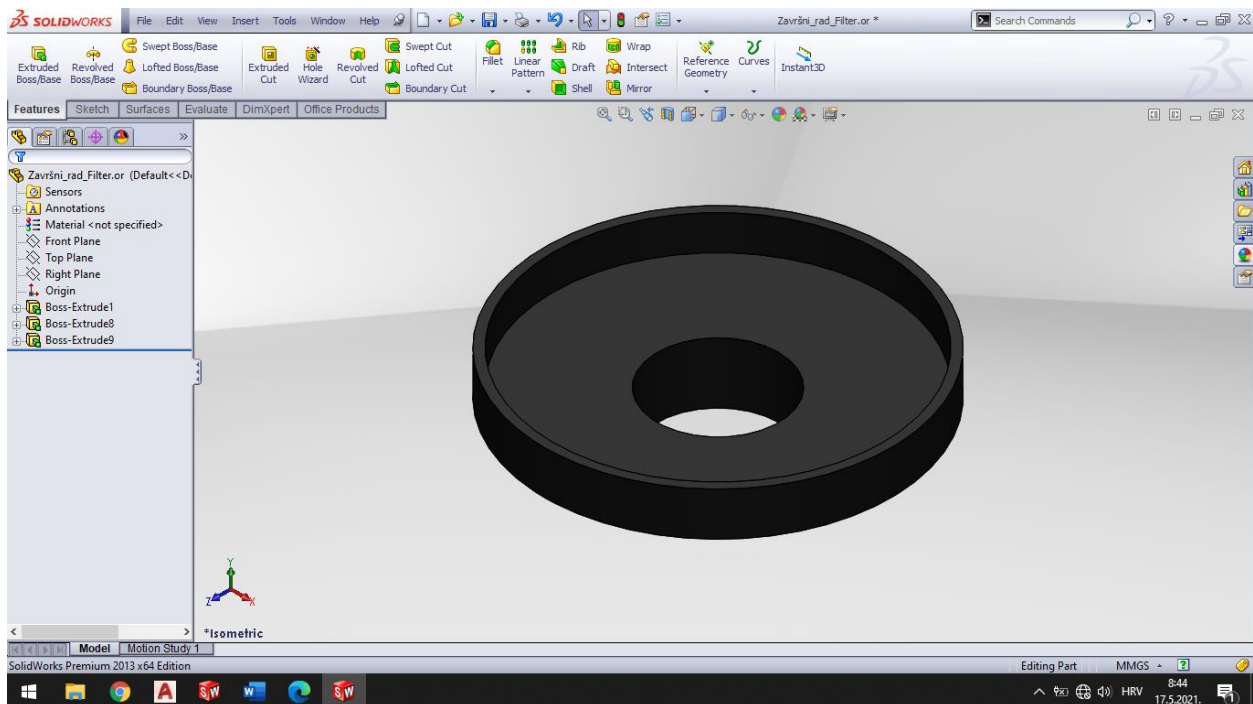 SOLIDWORKS File Edit View Insert Tools Window Help Završni_rad_Filter.or * Search Commands
Extruded Boss/Base
Revolved Boss/Base
Swept Boss/Base
Lofted Boss/Base
Boundary Boss/Base
Extruded Cut
Hole Wizard
Revolved Cut
Swept Cut
Lofted Cut
Boundary Cut
Fillet
Linear Pattern
Rib
Draft
Shell
Wrap
Intersect
Mirror
Reference Geometry
Curves
Instant3D
Features Sketch Surfaces Evaluate DimXpert Office Products
Završni_rad_Filter.or (Default<<De
Sensors
Annotations
Material <not specified>
Front Plane
Top Plane
Right Plane
Origin
Boss-Extrude1
Boss-Extrude8
Boss-Extrude9
Y
Z X
*Isometric
Model Motion Study 1
SolidWorks Premium 2013 x64 Edition Editing Part MMGS
HRV 8:44
17.5.2021.